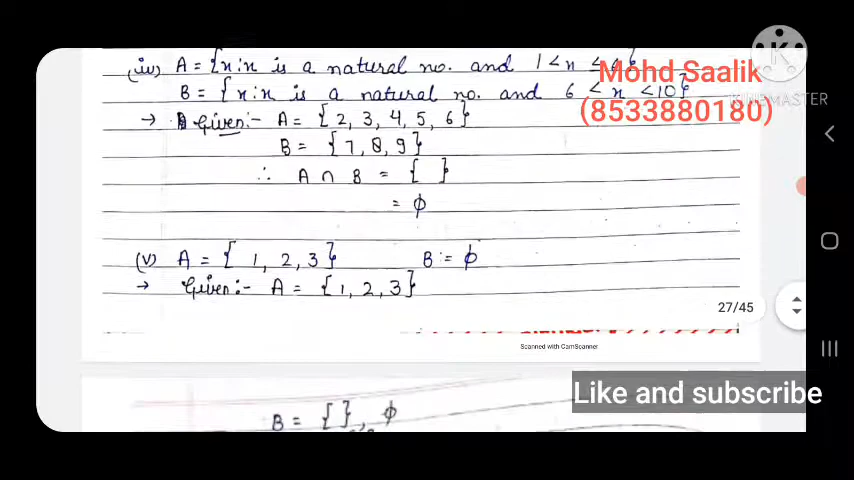 (iv) A = {x:x is a natural no. and 1 < x <
Mohd Saalik
B = {x:x is a natural no. and 6 < x < 10}
KINEMASTER
(8533880180)
→ Given:- A = {2, 3, 4, 5, 6}
B = {7, 8, 9}
∴ A ∩ B = { }
= ϕ
(v) A = {1, 2, 3} B = ϕ
→ Given:- A = {1, 2, 3}
27/45
Scanned with CamScanner
Like and subscribe
B = {}, ϕ